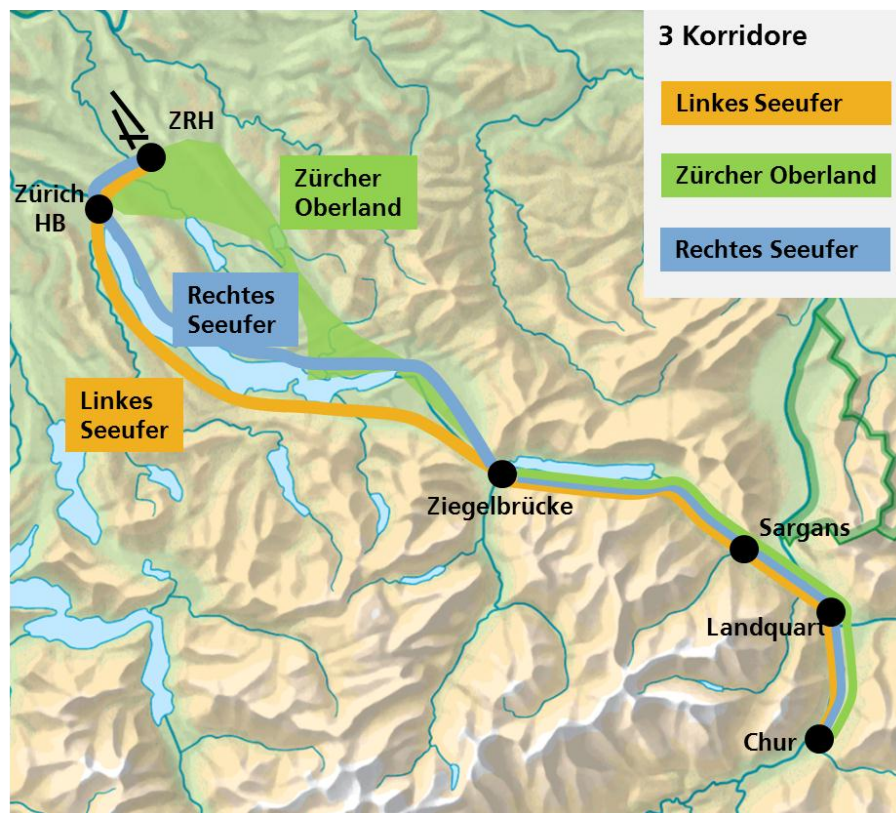 3 Korridore
Linkes Seeufer
Zürcher Oberland
Rechtes Seeufer
ZRH
Zürich
HB
Zürcher
Oberland
Rechtes
Seeufer
Linkes
Seeufer
Ziegelbrücke
Sargans
Landquart
Chur